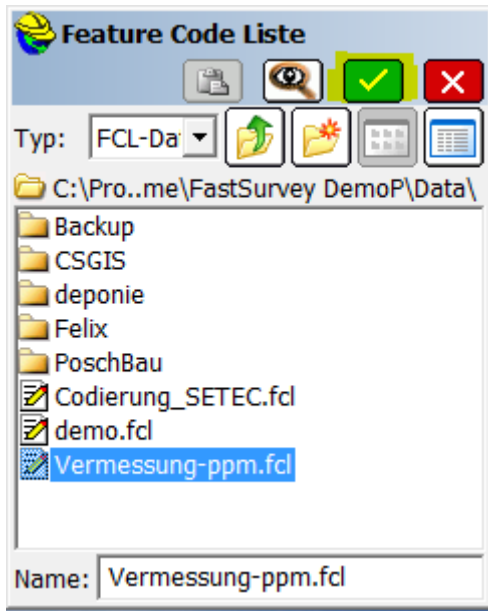 Feature Code Liste
Typ: FCL-Da
C:\Pro..me\FastSurvey DemoP\Data\
Backup
CSGIS
deponie
Felix
PoschBau
Codierung_SETEC.fcl
demo.fcl
Vermessung-ppm.fcl
Name: Vermessung-ppm.fcl